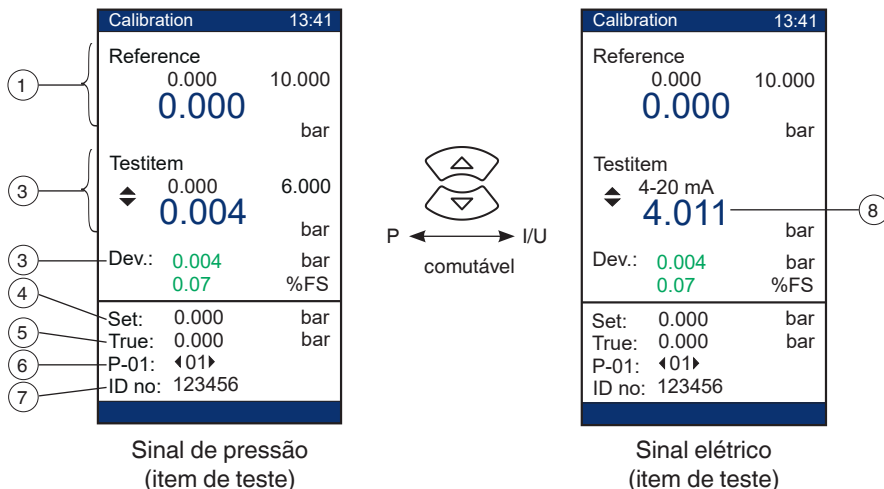 Calibration 13:41
Reference
0.000 10.000
0.000
bar
Testitem
0.000 6.000
0.004
bar
Dev.: 0.004 bar
0.07 %FS
Set: 0.000 bar
True: 0.000 bar
P-01: 01
ID no: 123456
1
3
3
4
5
6
7
Sinal de pressão
(item de teste)
P I/U
comutável
Calibration 13:41
Reference
0.000 10.000
0.000
bar
Testitem
4-20 mA
4.011
bar
Dev.: 0.004 bar
0.07 %FS
Set: 0.000 bar
True: 0.000 bar
P-01: 01
ID no: 123456
8
Sinal elétrico
(item de teste)